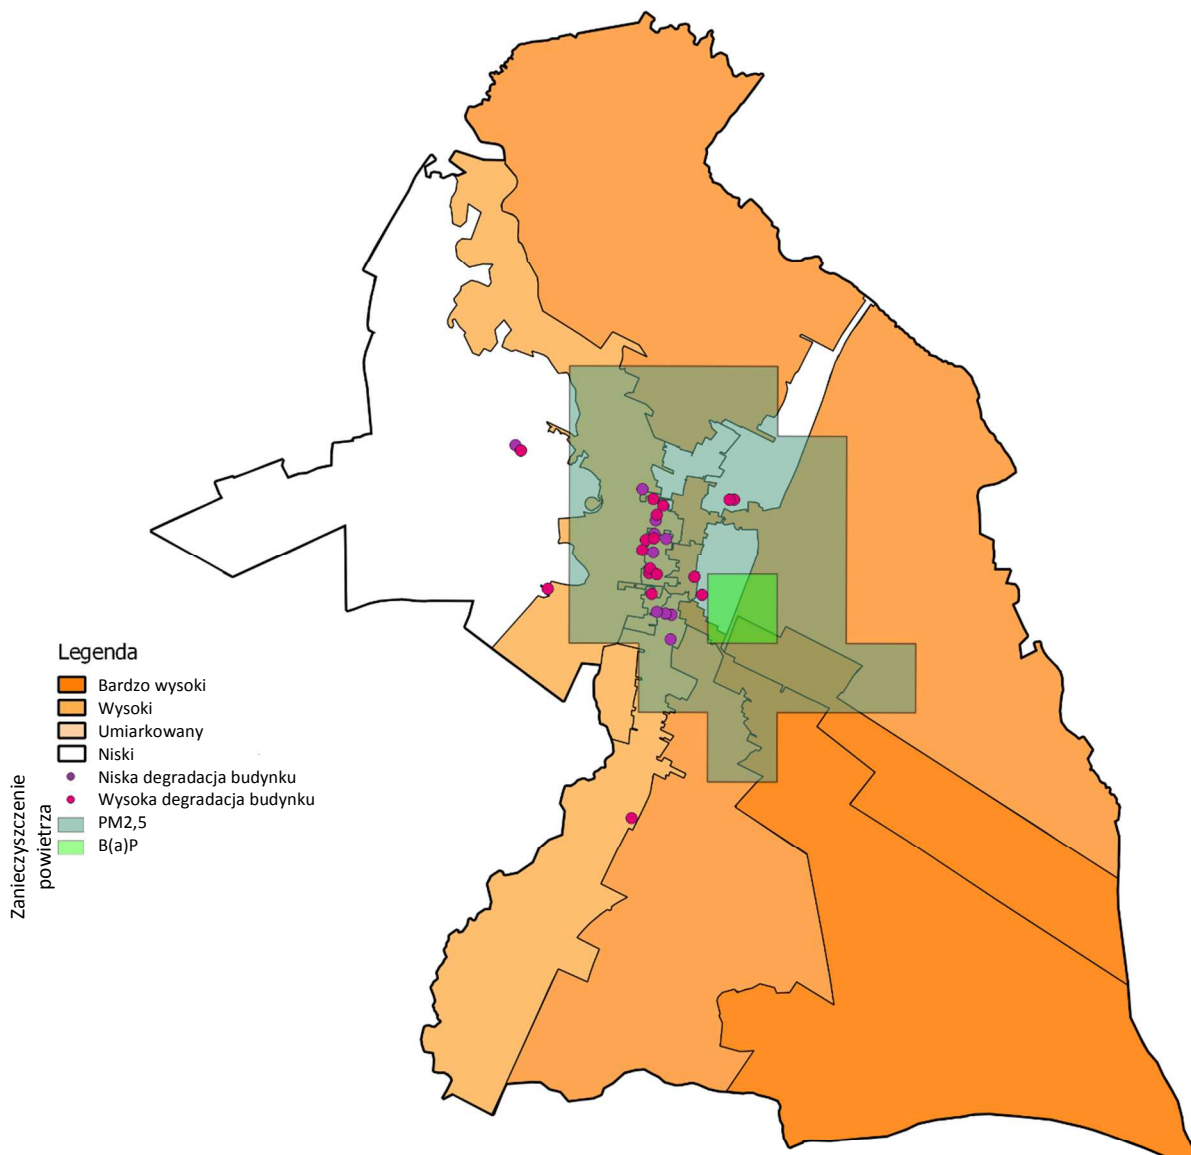 Legenda
Bardzo wysoki
Wysoki
Umiarkowany
Niski
Niska degradacja budynku
Wysoka degradacja budynku
PM2,5
B(a)P
Zanieczyszczenie
powietrza